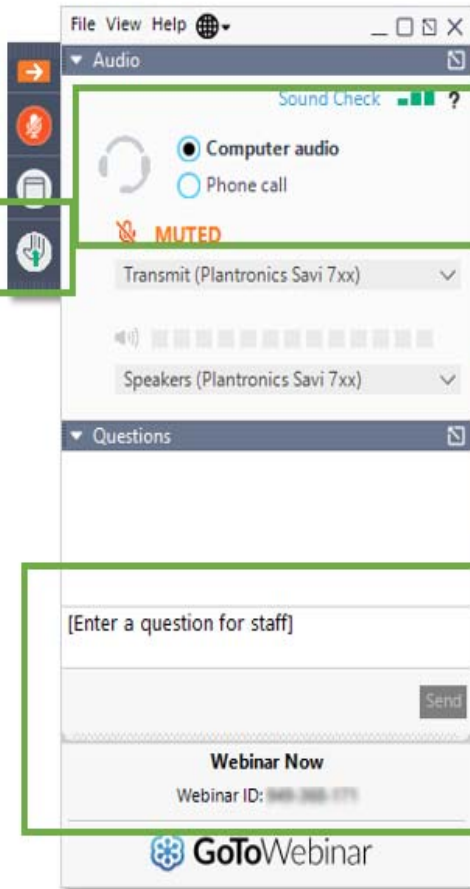 File View Help
Audio
Sound Check ?
Computer audio
Phone call
MUTED
Transmit (Plantronics Savi 7xx)
Speakers (Plantronics Savi 7xx)
Questions
[Enter a question for staff]
Send
Webinar Now
Webinar ID:
GoToWebinar